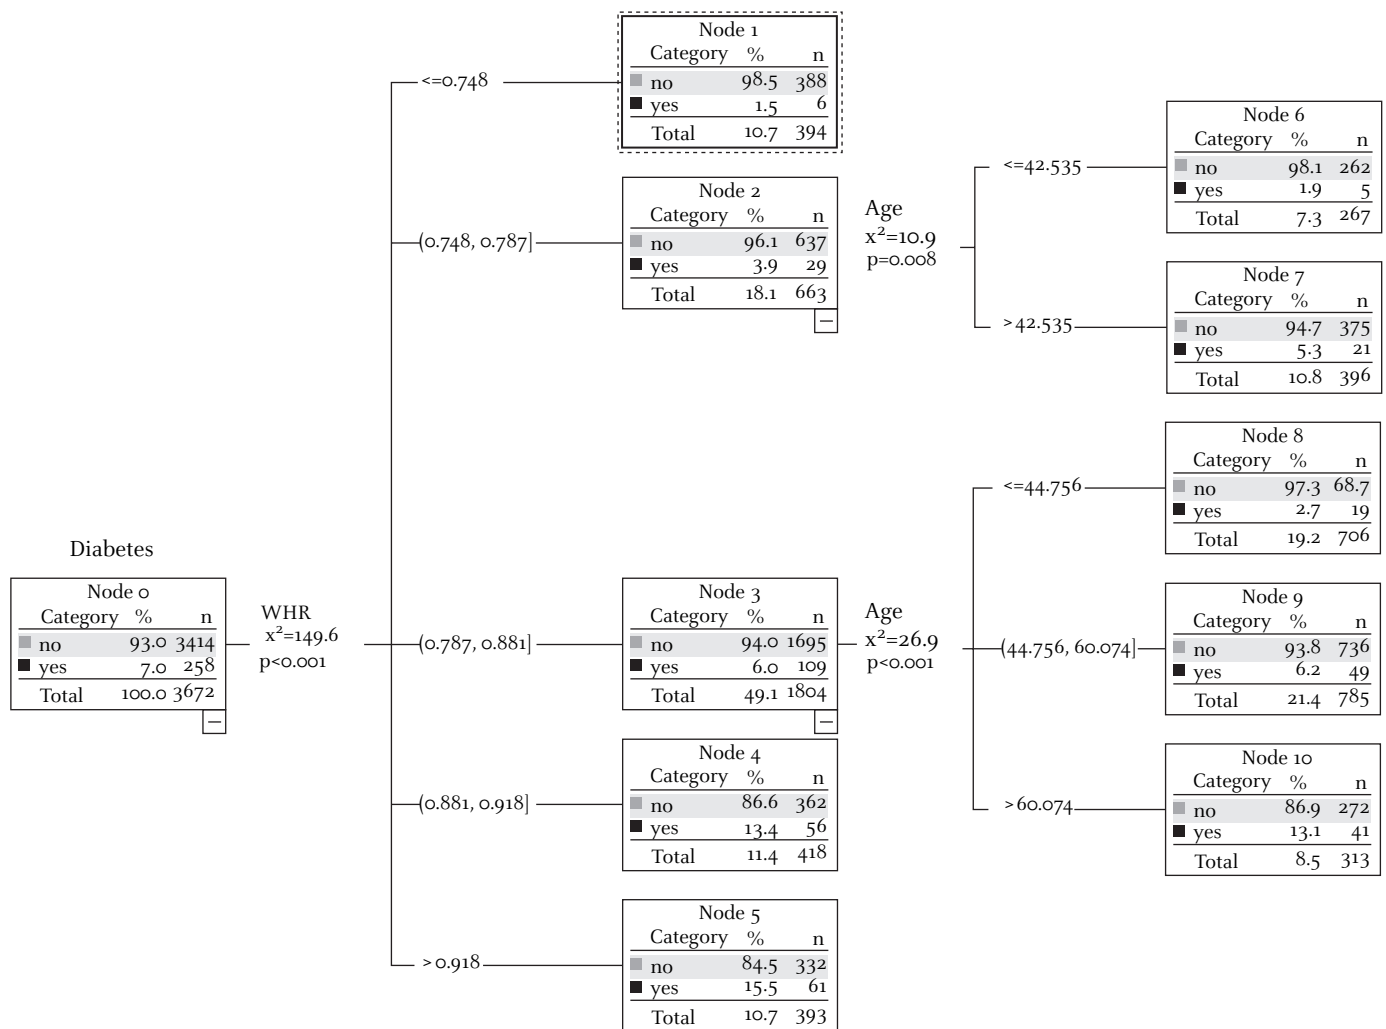 Diabetes
Node 0
Category % n
no 93.0 3414
yes 7.0 258
Total 100.0 3672
WHR
x²=149.6
p<0.001
<=0.748
(0.748, 0.787]
(0.787, 0.881]
(0.881, 0.918]
>0.918
Node 1
Category % n
no 98.5 388
yes 1.5 6
Total 10.7 394
Node 2
Category % n
no 96.1 637
yes 3.9 29
Total 18.1 663
Node 3
Category % n
no 94.0 1695
yes 6.0 109
Total 49.1 1804
Node 4
Category % n
no 86.6 362
yes 13.4 56
Total 11.4 418
Node 5
Category % n
no 84.5 332
yes 15.5 61
Total 10.7 393
Age
x²=10.9
p=0.008
<=42.535
>42.535
Age
x²=26.9
p<0.001
<=44.756
(44.756, 60.074]
>60.074
Node 6
Category % n
no 98.1 262
yes 1.9 5
Total 7.3 267
Node 7
Category % n
no 94.7 375
yes 5.3 21
Total 10.8 396
Node 8
Category % n
no 97.3 68.7
yes 2.7 19
Total 19.2 706
Node 9
Category % n
no 93.8 736
yes 6.2 49
Total 21.4 785
Node 10
Category % n
no 86.9 272
yes 13.1 41
Total 8.5 313